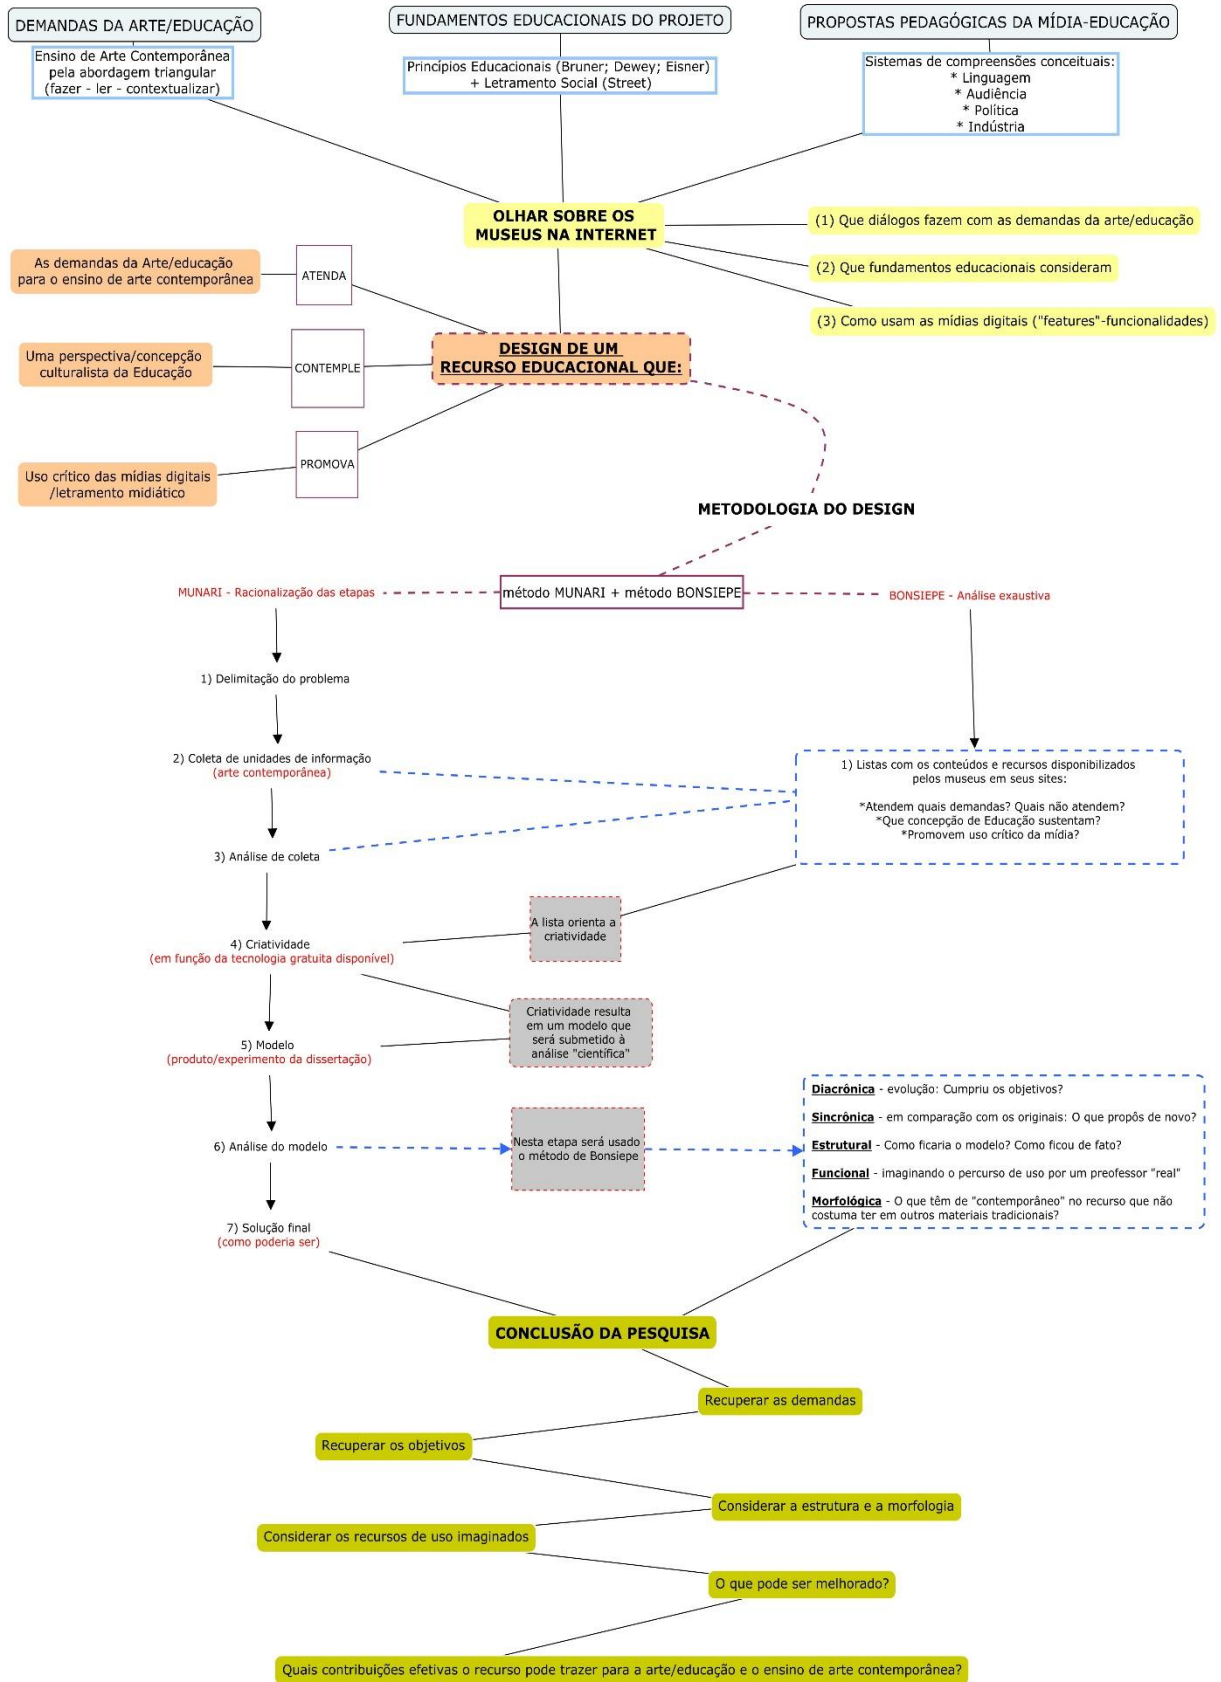 DEMANDAS DA ARTE/EDUCAÇÃO
FUNDAMENTOS EDUCACIONAIS DO PROJETO
PROPOSTAS PEDAGÓGICAS DA MÍDIA-EDUCAÇÃO
Ensino de Arte Contemporânea
pela abordagem triangular
(fazer - ler - contextualizar)
Princípios Educacionais (Bruner; Dewey; Eisner)
+ Letramento Social (Street)
Sistemas de compreensões conceituais:
* Linguagem
* Audiência
* Política
* Indústria
OLHAR SOBRE OS
MUSEUS NA INTERNET
(1) Que diálogos fazem com as demandas da arte/educação
(2) Que fundamentos educacionais consideram
(3) Como usam as mídias digitais ("features"-funcionalidades)
As demandas da Arte/educação
para o ensino de arte contemporânea
ATENDA
DESIGN DE UM
RECURSO EDUCACIONAL QUE:
Uma perspectiva/concepção
culturalista da Educação
CONTEMPLE
Uso crítico das mídias digitais
/letramento midiático
PROMOVA
METODOLOGIA DO DESIGN
MUNARI - Racionalização das etapas
método MUNARI + método BONSIEPE
BONSIEPE - Análise exaustiva
1) Delimitação do problema
2) Coleta de unidades de informação
(arte contemporânea)
1) Listas com os conteúdos e recursos disponibilizados
pelos museus em seus sites:
*Atendem quais demandas? Quais não atendem?
*Que concepção de Educação sustentam?
*Promovem uso crítico da mídia?
3) Análise de coleta
A lista orienta a
criatividade
4) Criatividade
(em função da tecnologia gratuita disponível)
Criatividade resulta
em um modelo que
será submetido à
análise "científica"
5) Modelo
(produto/experimento da dissertação)
Diacrônica - evolução: Cumpriu os objetivos?
Sincrônica - em comparação com os originais: O que propôs de novo?
Estrutural - Como ficaria o modelo? Como ficou de fato?
Funcional - imaginando o percurso de uso por um preofessor "real"
Morfológica - O que têm de "contemporâneo" no recurso que não
costuma ter em outros materiais tradicionais?
6) Análise do modelo
Nesta etapa será usado
o método de Bonsiepe
7) Solução final
(como poderia ser)
CONCLUSÃO DA PESQUISA
Recuperar as demandas
Recuperar os objetivos
Considerar a estrutura e a morfologia
Considerar os recursos de uso imaginados
O que pode ser melhorado?
Quais contribuições efetivas o recurso pode trazer para a arte/educação e o ensino de arte contemporânea?